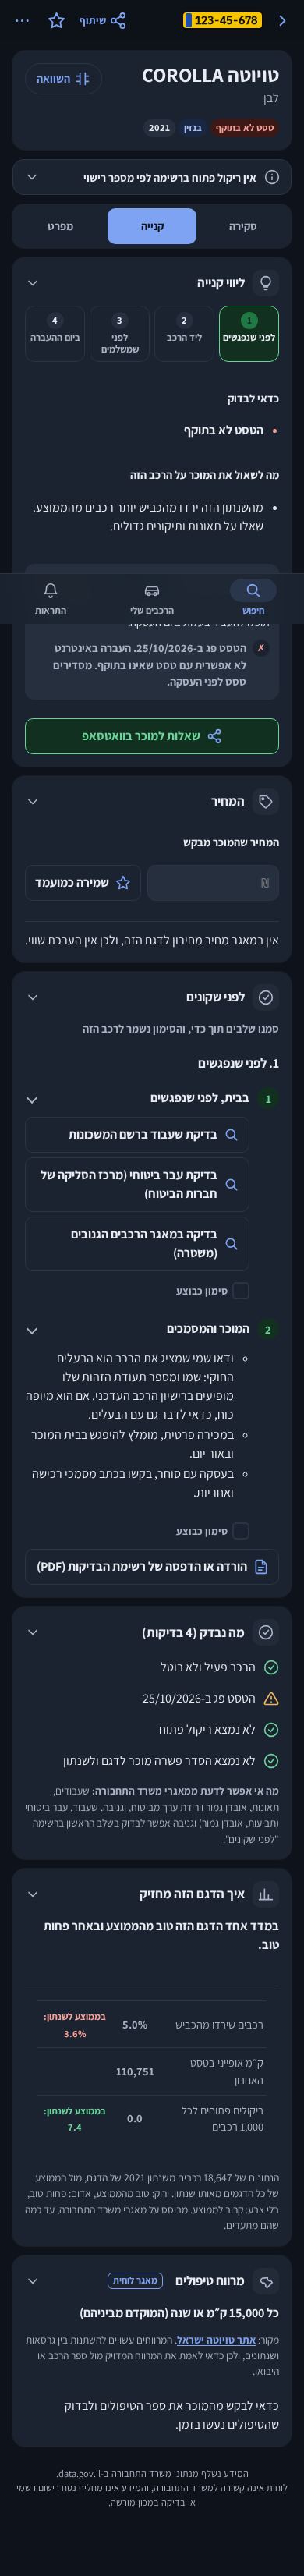 123-45-678
שיתוף
טויוטה COROLLA
לבן
השוואה
טסט לא בתוקף
בנזין
2021
אין ריקול פתוח ברשימה לפי מספר רישוי
סקירה
קנייה
מפרט
ליווי קנייה
1
לפני שנפגשים
2
ליד הרכב
3
לפני
שמשלמים
4
ביום ההעברה
כדאי לבדוק
• הטסט לא בתוקף
מה לשאול את המוכר על הרכב הזה
• מהשנתון הזה ירדו מהכביש יותר רכבים מהממוצע.
שאלו על תאונות ותיקונים גדולים.
חיפוש
הרכבים שלי
התראות
✗ הטסט פג ב-25/10/2026. העברה באינטרנט
לא אפשרית עם טסט שאינו בתוקף. מסדירים
טסט לפני העסקה.
שאלות למוכר בוואטסאפ
המחיר
המחיר שהמוכר מבקש
₪
שמירה כמועמד
אין במאגר מחיר מחירון לדגם הזה, ולכן אין הערכת שווי.
לפני שקונים
סמנו שלבים תוך כדי, והסימון נשמר לרכב הזה
1. לפני שנפגשים
1 בבית, לפני שנפגשים
בדיקת שעבוד ברשם המשכונות
בדיקת עבר ביטוחי (מרכז הסליקה של
חברות הביטוח)
בדיקה במאגר הרכבים הגנובים
(משטרה)
סימון כבוצע
2 המוכר והמסמכים
ודאו שמי שמציג את הרכב הוא הבעלים
החוקי: שמו ומספר תעודת הזהות שלו
מופיעים ברישיון הרכב העדכני. אם הוא מיופה
כוח, כדאי לדבר גם עם הבעלים.
במכירה פרטית, מומלץ להיפגש בבית המוכר
ובאור יום.
בעסקה עם סוחר, בקשו בכתב מסמכי רכישה
ואחריות.
סימון כבוצע
הורדה או הדפסה של רשימת הבדיקות (PDF)
מה נבדק (4 בדיקות)
הרכב פעיל ולא בוטל
הטסט פג ב-25/10/2026
לא נמצא ריקול פתוח
לא נמצא הסדר פשרה מוכר לדגם ולשנתון
מה אי אפשר לדעת ממאגרי משרד התחבורה: שעבודים,
תאונות, אובדן גמור וירידת ערך מביטוח, וגניבה. שעבוד, עבר ביטוחי
(תביעות, אובדן גמור) וגניבה אפשר לבדוק בשלב הראשון ברשימה
"לפני שקונים".
איך הדגם הזה מחזיק
במדד אחד הדגם הזה טוב מהממוצע ובאחר פחות
טוב.
רכבים שירדו מהכביש
5.0%
בממוצע לשנתון:
3.6%
ק״מ אופייני בטסט
האחרון
110,751
ריקולים פתוחים לכל
1,000 רכבים
0.0
בממוצע לשנתון:
7.4
הנתונים של 18,647 רכבים משנתון 2021 של הדגם, מול הממוצע
של כל הדגמים מאותו שנתון. ירוק: טוב מהממוצע, אדום: פחות טוב,
בלי צבע: קרוב לממוצע. מבוסס על מאגרי משרד התחבורה, עד כמה
שהם מתעדים.
מרווח טיפולים
מאגר לוחית
כל 15,000 ק״מ או שנה (המוקדם מביניהם)
מקור: אתר טויוטה ישראל. המרווחים עשויים להשתנות בין גרסאות
ושנתונים, ולכן כדאי לאמת את המרווח המדויק מול ספר הרכב או
היבואן.
כדאי לבקש מהמוכר את ספר הטיפולים ולבדוק
שהטיפולים נעשו בזמן.
המידע נשלף מנתוני משרד התחבורה ב-data.gov.il.
לוחית אינה קשורה למשרד התחבורה, והמידע אינו מחליף נסח רישום רשמי
או בדיקה במכון מורשה.